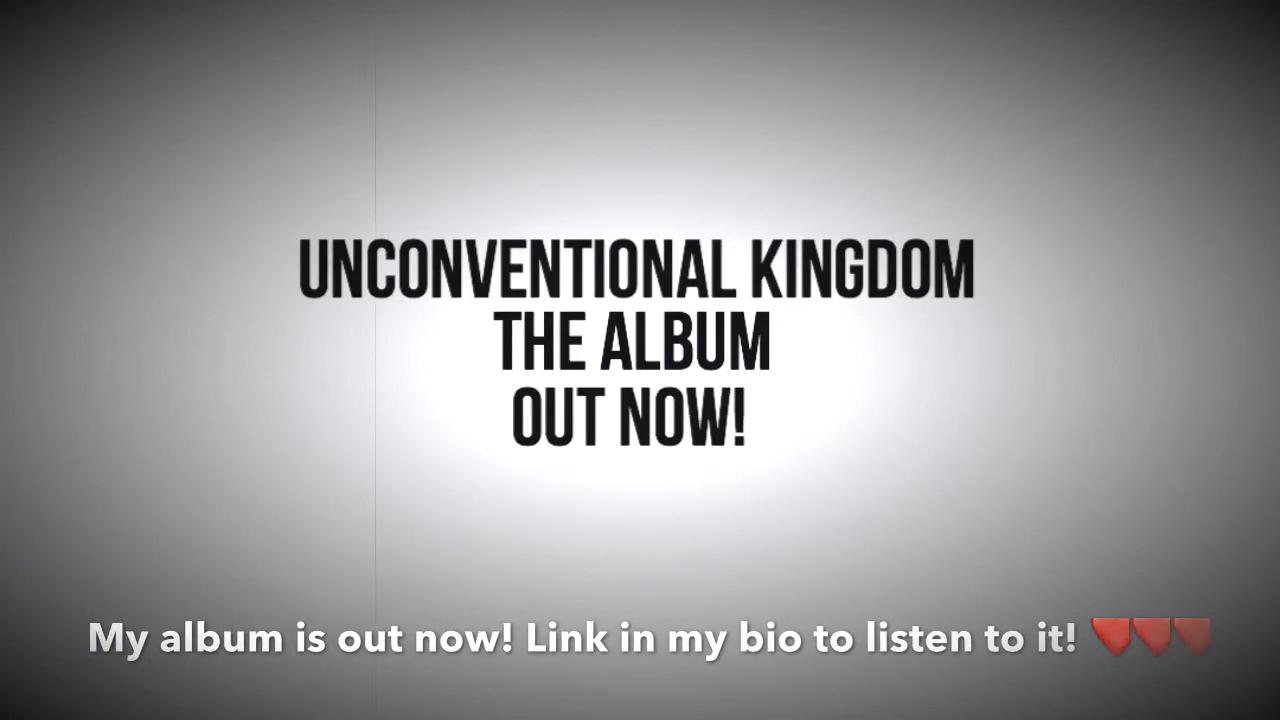 UNCONVENTIONAL KINGDOM
THE ALBUM
OUT NOW!
My album is out now! Link in my bio to listen to it! ♥️♥️♥️